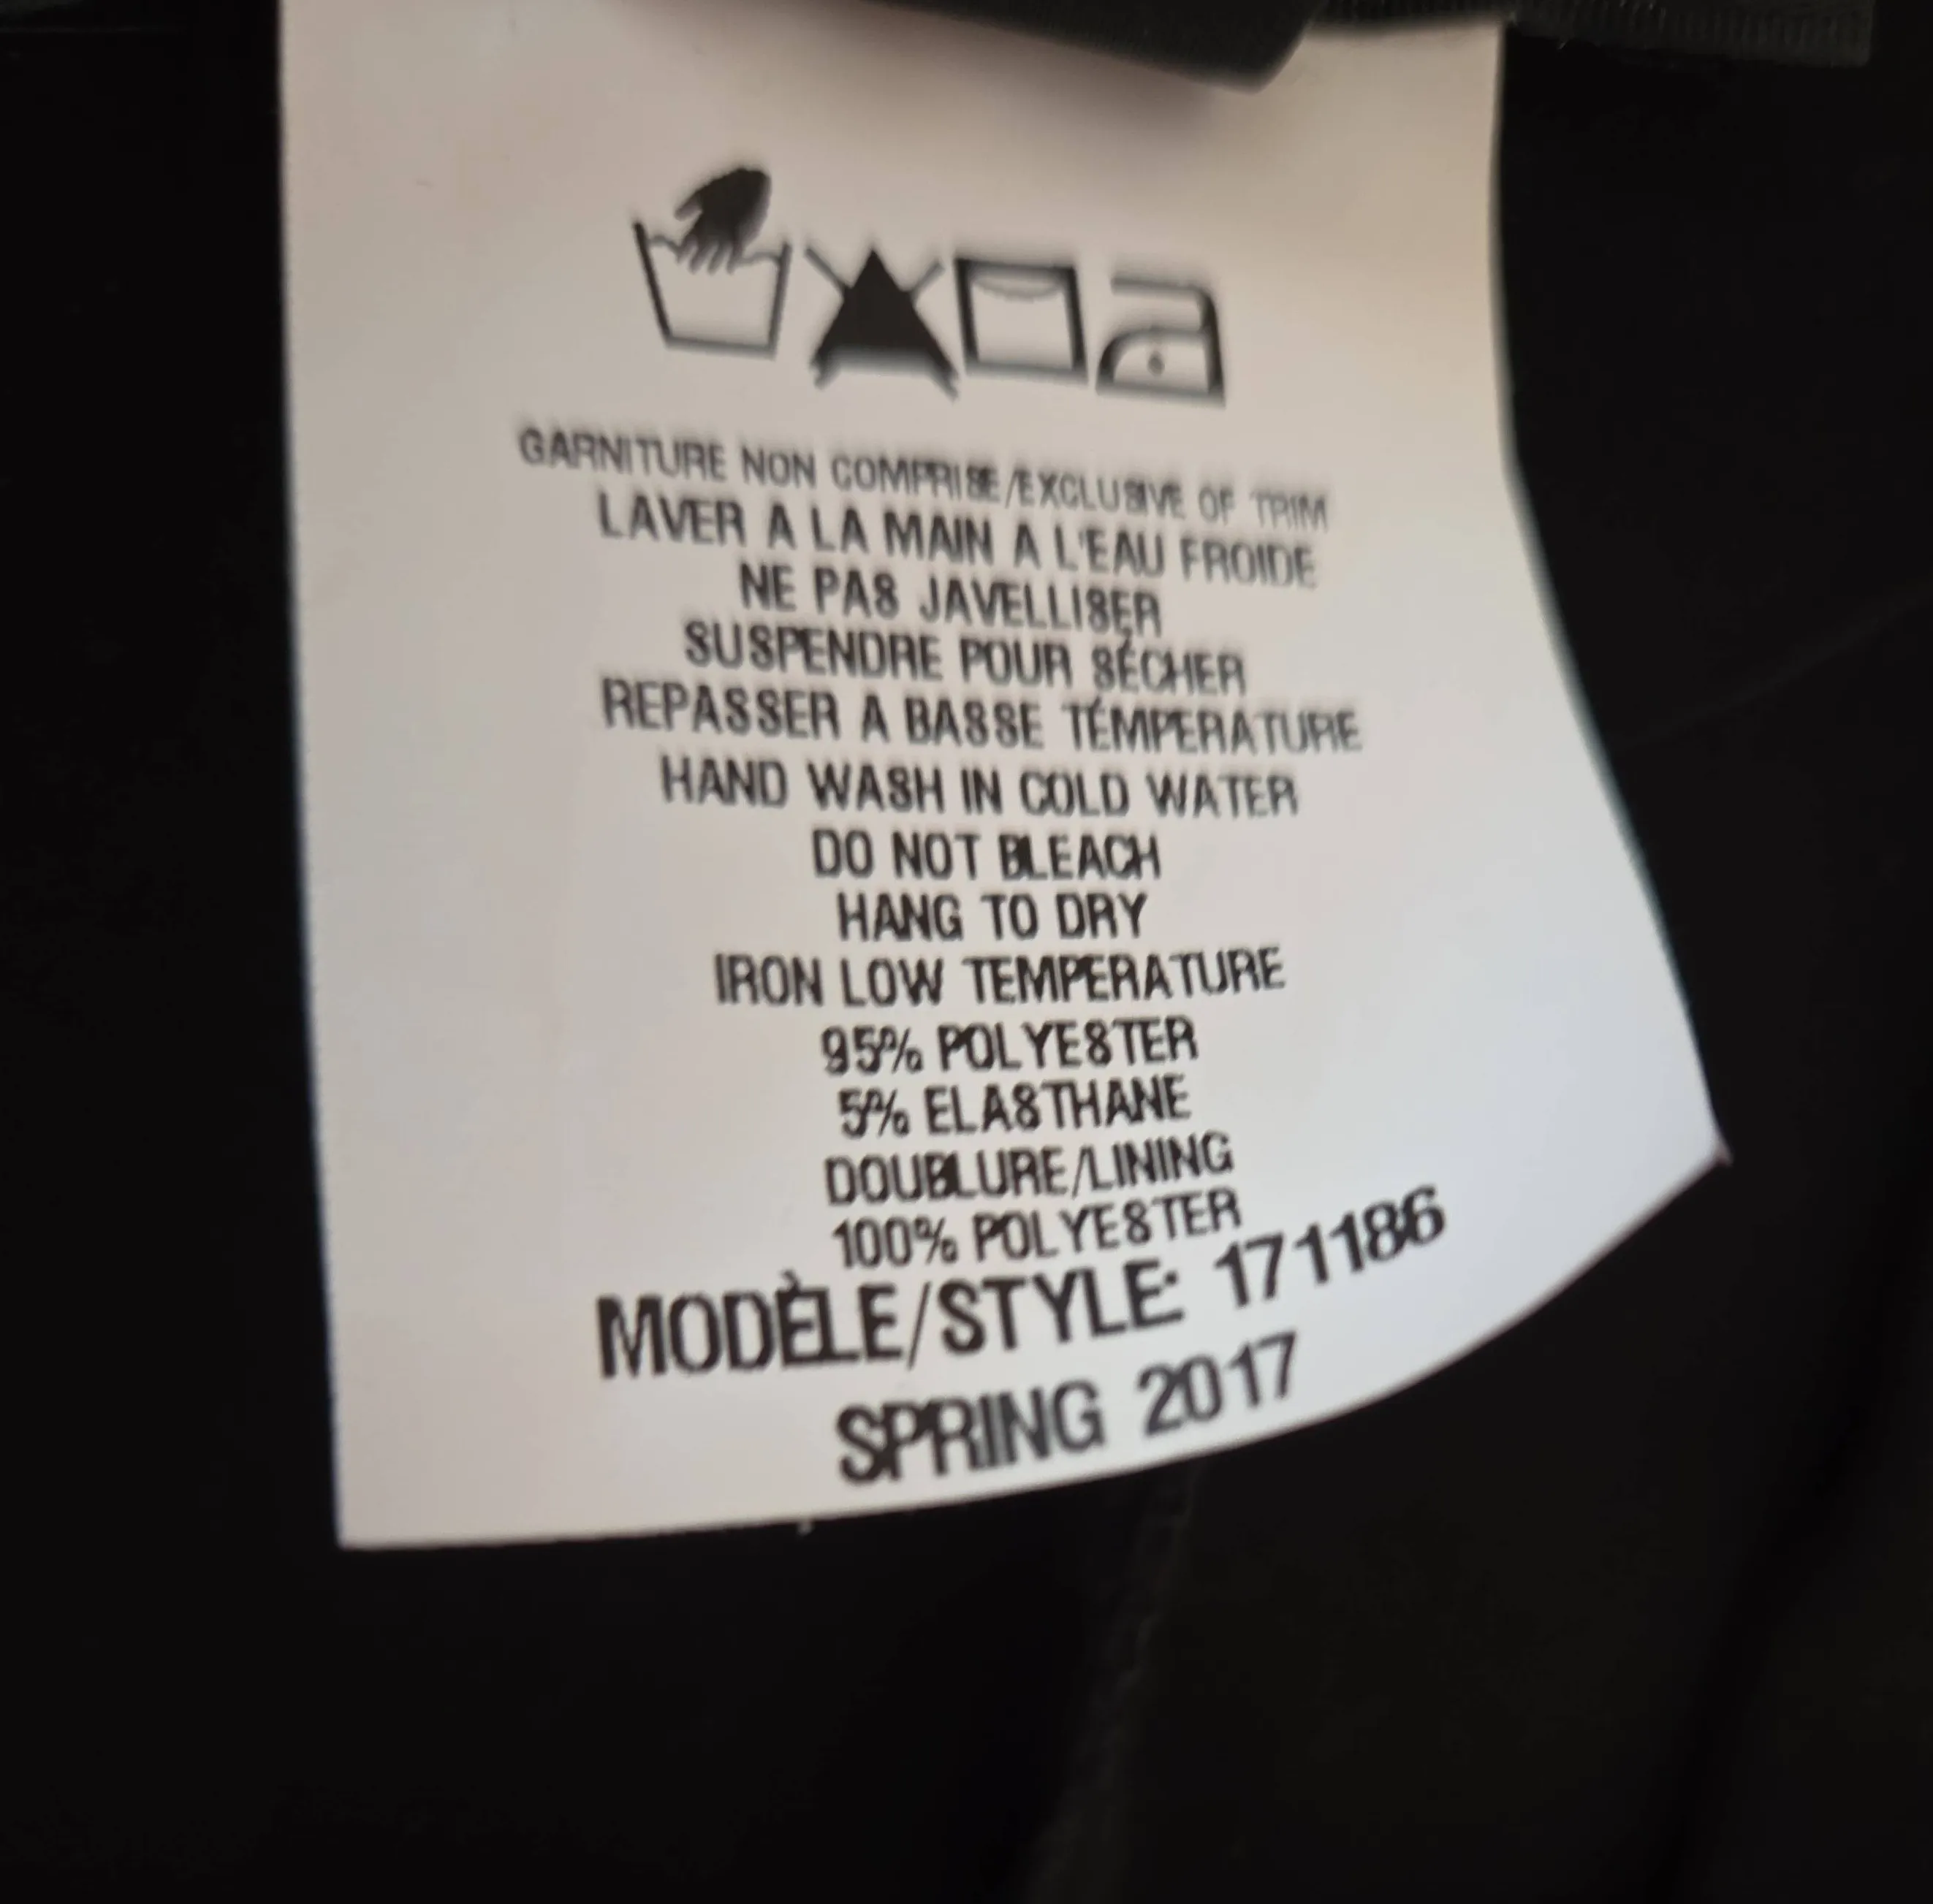 GARNITURE NON COMPRISE/EXCLUSIVE OF TRIM
LAVER A LA MAIN A L'EAU FROIDE
NE PAS JAVELLISER
SUSPENDRE POUR SÉCHER
REPASSER A BASSE TÉMPERATURE
HAND WASH IN COLD WATER
DO NOT BLEACH
HANG TO DRY
IRON LOW TEMPERATURE
95% POLYESTER
5% ELASTHANE
DOUBLURE/LINING
100% POLYESTER
MODÈLE/STYLE: 171186
SPRING 2017